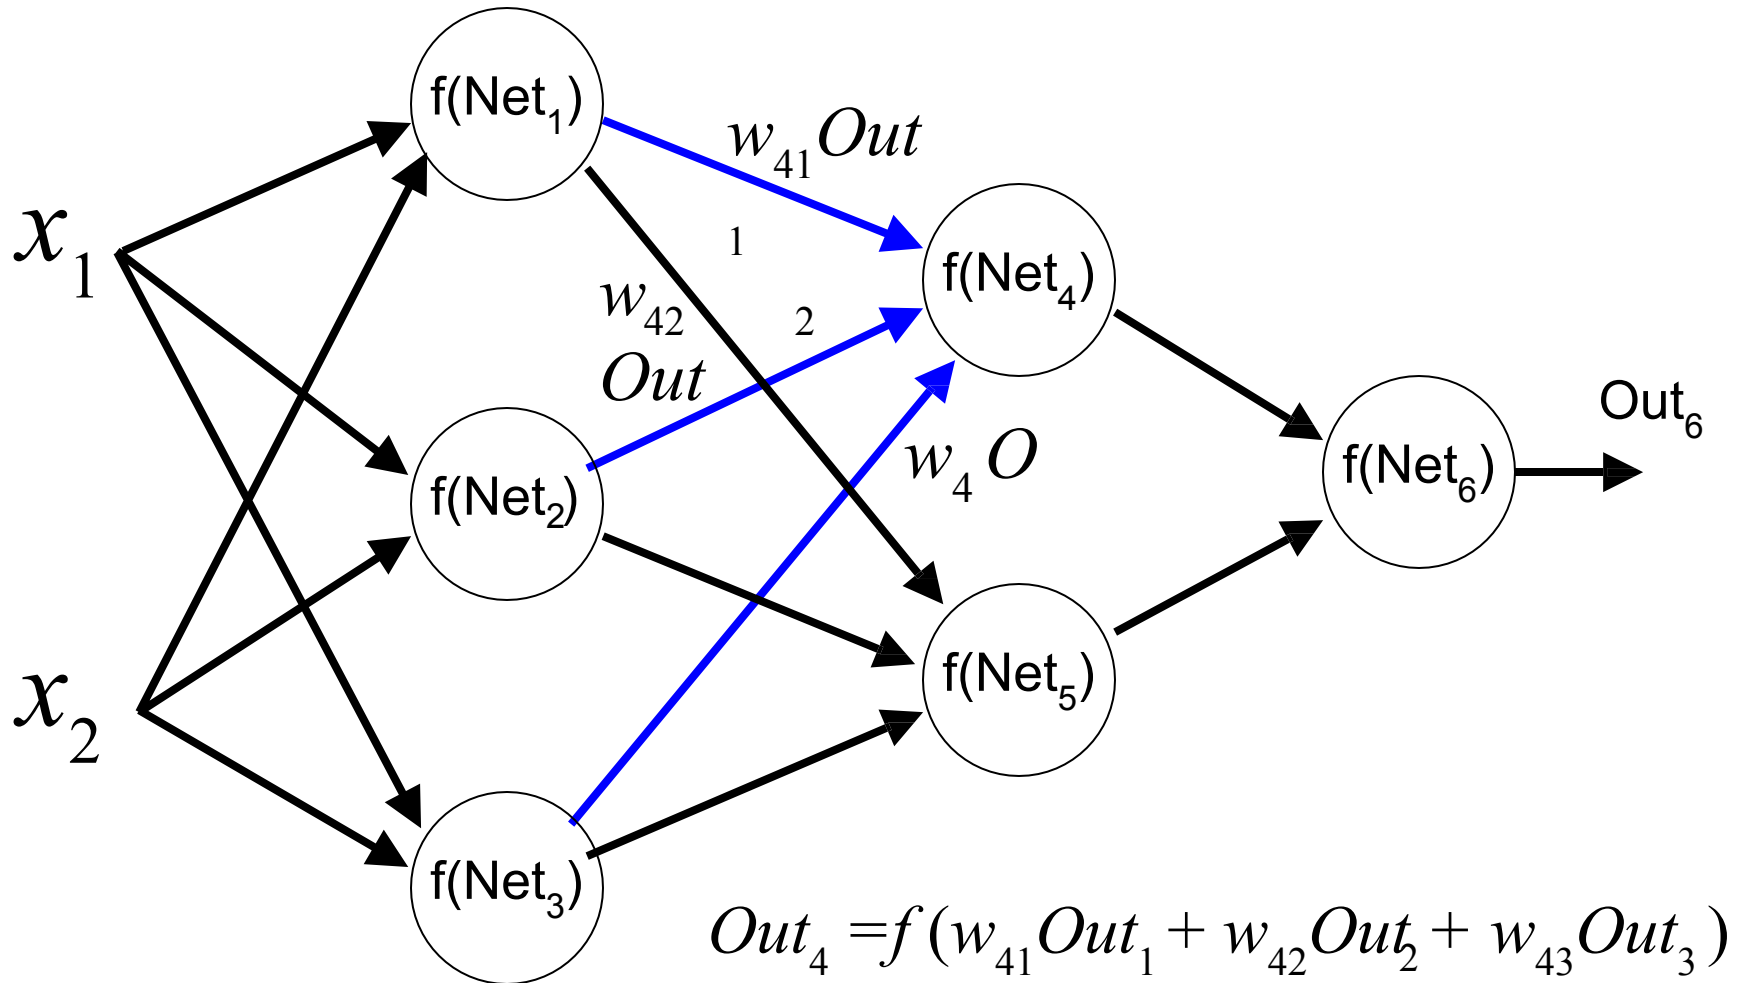 f(Net₁)
w₄₁Out
x₁
1
f(Net₄)
w₄₂
2
Out
Out₆
w₄ O
f(Net₂)
f(Net₆)
x₂
f(Net₅)
f(Net₃)
Out₄ =f (w₄₁Out₁ + w₄₂Out₂ + w₄₃Out₃ )